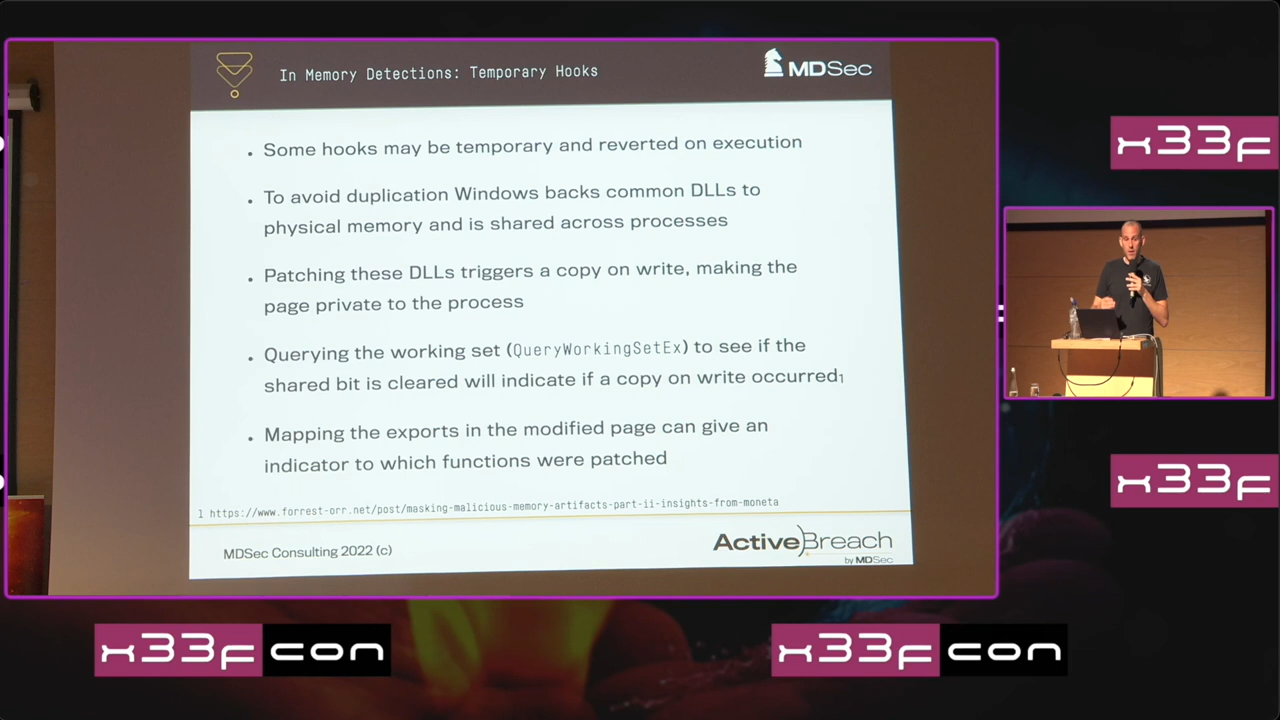 In Memory Detections: Temporary Hooks
MDSec
• Some hooks may be temporary and reverted on execution
• To avoid duplication Windows backs common DLLs to
physical memory and is shared across processes
• Patching these DLLs triggers a copy on write, making the
page private to the process
• Querying the working set (QueryWorkingSetEx) to see if the
shared bit is cleared will indicate if a copy on write occurred1
• Mapping the exports in the modified page can give an
indicator to which functions were patched
1 https://www.forrest-orr.net/post/masking-malicious-memory-artifacts-part-ii-insights-from-moneta
MDSec Consulting 2022 (c)
ActiveBreach
by MDSec
x33f
x33f
x33fcon
x33fcon